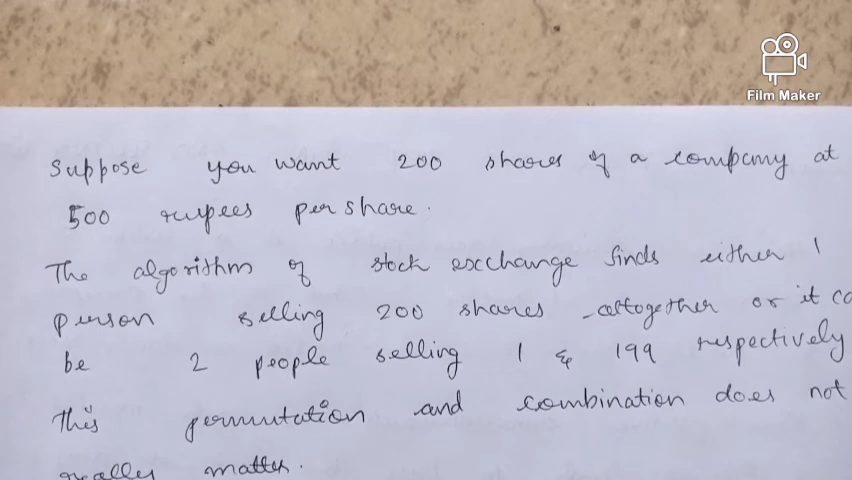 Film Maker
Suppose you want 200 shares of a company at
500 rupees per share.
The algorithm of stock exchange finds either 1
person selling 200 shares altogether or it ca
be 2 people selling 1 & 199 respectively
This permutation and combination does not
really matter.